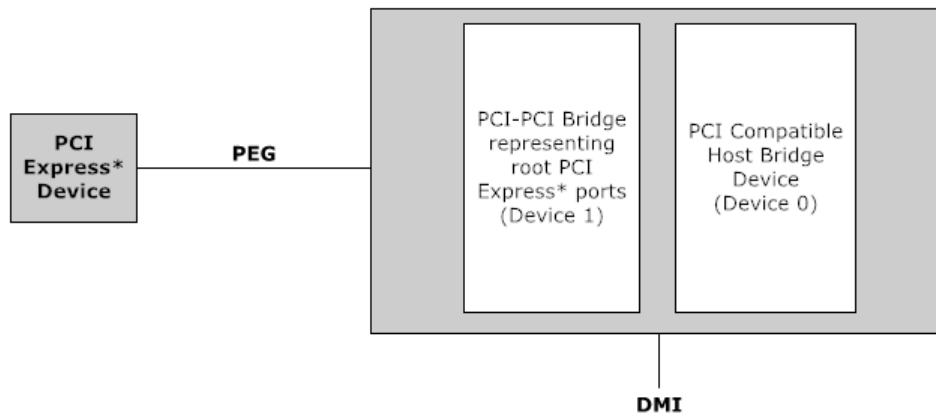 PCI
Express*
Device
PEG
PCI-PCI Bridge
representing
root PCI
Express* ports
(Device 1)
PCI Compatible
Host Bridge
Device
(Device 0)
DMI